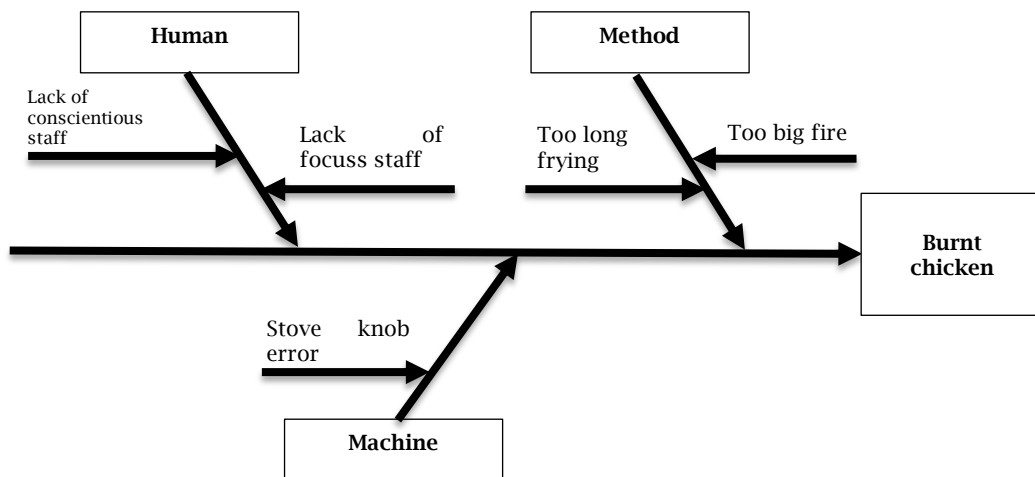 Human
Method
Lack of
conscientious
staff
Lack of
focuss staff
Too long
frying
Too big fire
Burnt
chicken
Stove knob
error
Machine